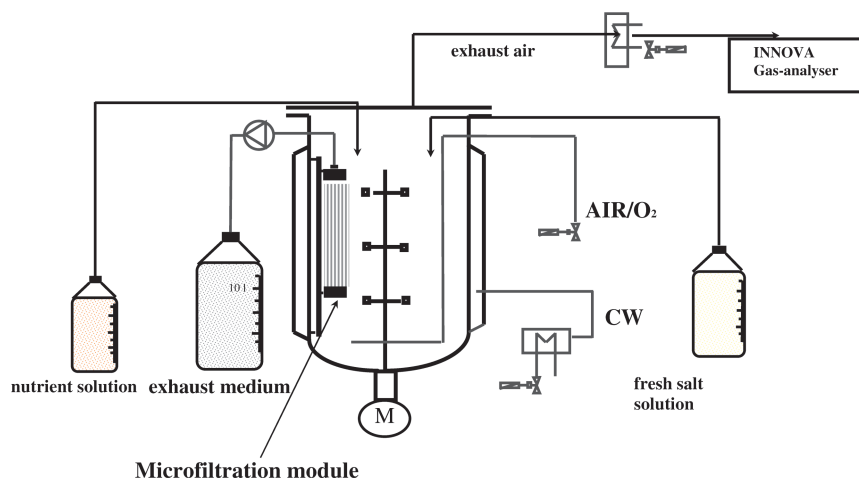 exhaust air
INNOVA
Gas-analyser
AIR/O₂
10 l
CW
nutrient solution
exhaust medium
fresh salt
solution
M
Microfiltration module